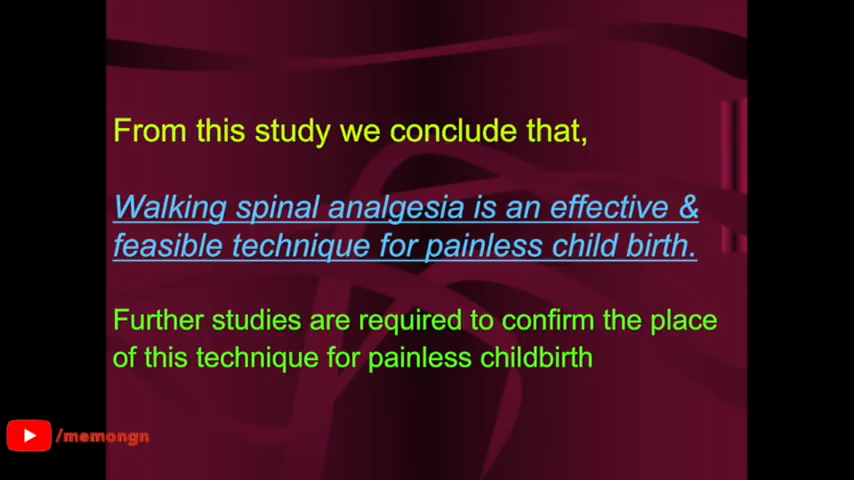 From this study we conclude that,
Walking spinal analgesia is an effective &
feasible technique for painless child birth.
Further studies are required to confirm the place
of this technique for painless childbirth
/memongn